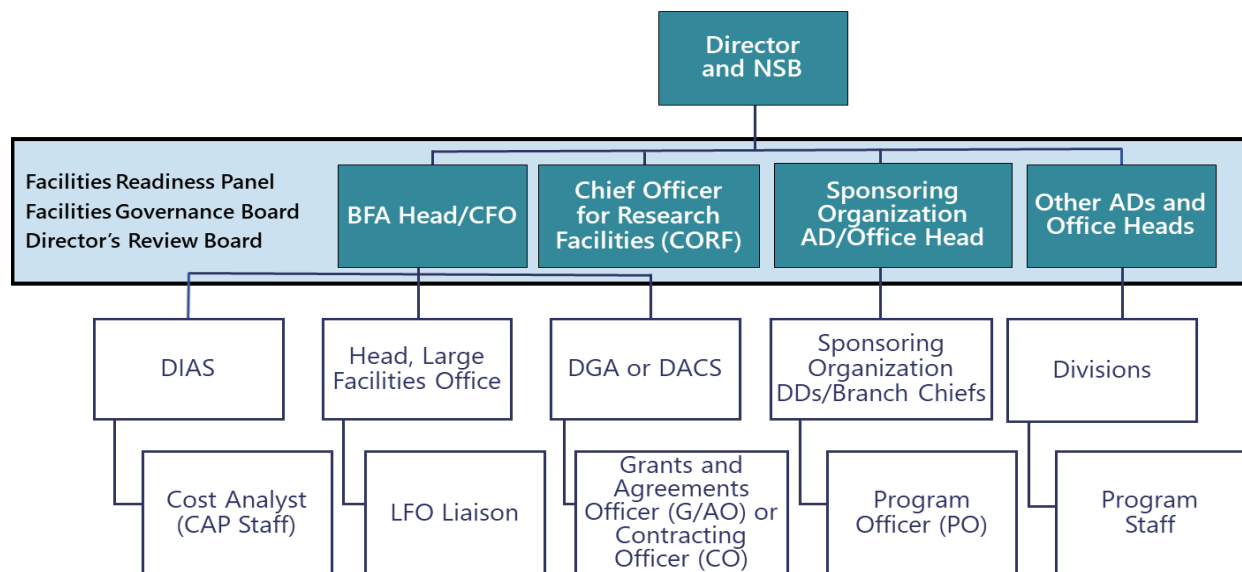 Director
and NSB
Facilities Readiness Panel
Facilities Governance Board
Director's Review Board
BFA Head/CFO
Chief Officer
for Research
Facilities (CORF)
Sponsoring
Organization
AD/Office Head
Other ADs and
Office Heads
DIAS
Head, Large
Facilities Office
DGA or DACS
Sponsoring
Organization
DDs/Branch Chiefs
Divisions
Cost Analyst
(CAP Staff)
LFO Liaison
Grants and
Agreements
Officer (G/AO) or
Contracting
Officer (CO)
Program
Officer (PO)
Program
Staff